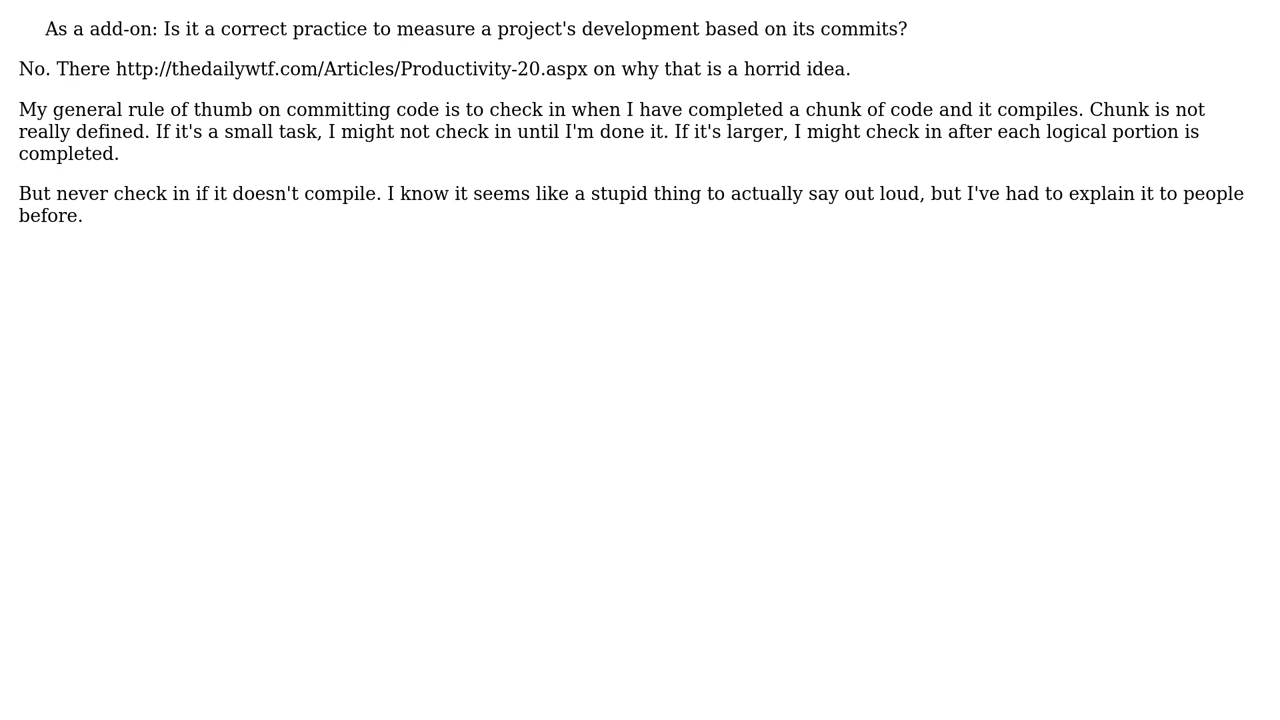 As a add-on: Is it a correct practice to measure a project's development based on its commits?
No. There http://thedailywtf.com/Articles/Productivity-20.aspx on why that is a horrid idea.
My general rule of thumb on committing code is to check in when I have completed a chunk of code and it compiles. Chunk is not
really defined. If it's a small task, I might not check in until I'm done it. If it's larger, I might check in after each logical portion is
completed.
But never check in if it doesn't compile. I know it seems like a stupid thing to actually say out loud, but I've had to explain it to people
before.